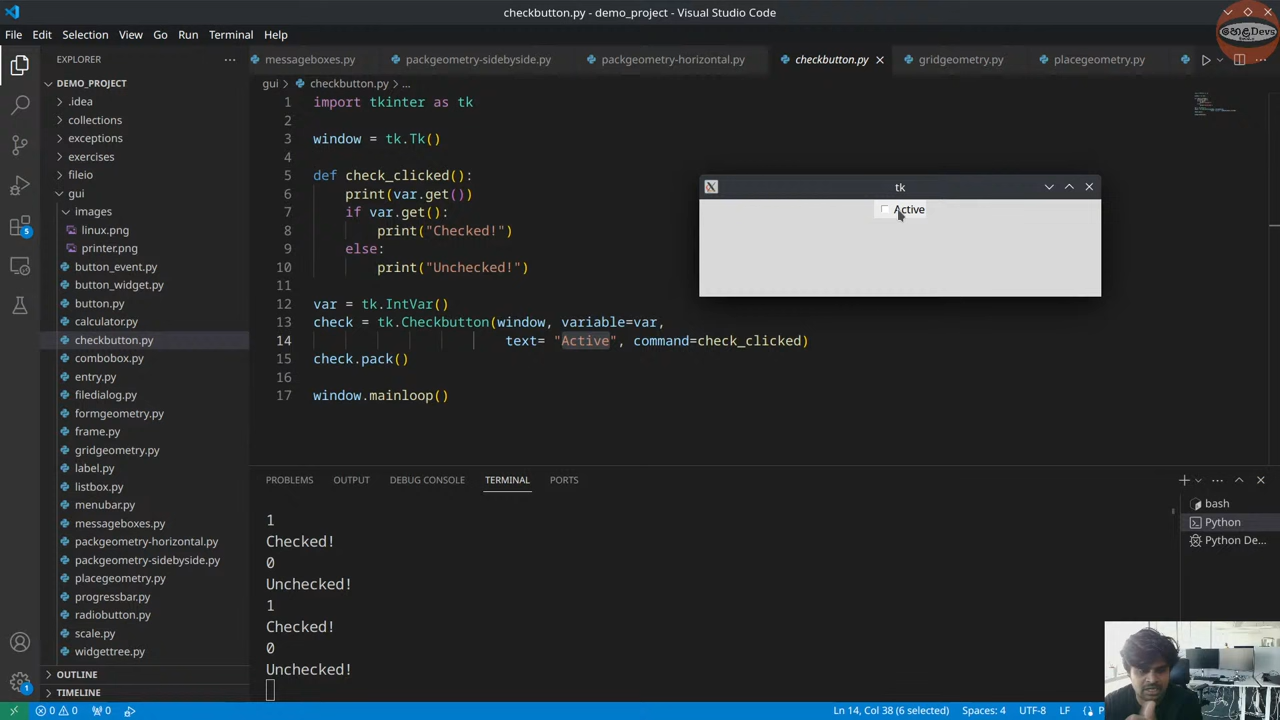 checkbutton.py - demo_project - Visual Studio Code
File Edit Selection View Go Run Terminal Help
EXPLORER
DEMO_PROJECT
.idea
collections
exceptions
exercises
fileio
gui
images
linux.png
printer.png
button_event.py
button_widget.py
button.py
calculator.py
checkbutton.py
combobox.py
entry.py
filedialog.py
formgeometry.py
frame.py
gridgeometry.py
label.py
listbox.py
menubar.py
messageboxes.py
packgeometry-horizontal.py
packgeometry-sidebyside.py
placegeometry.py
progressbar.py
radiobutton.py
scale.py
widgettree.py
OUTLINE
TIMELINE
messageboxes.py packgeometry-sidebyside.py packgeometry-horizontal.py checkbutton.py gridgeometry.py placegeometry.py
gui > checkbutton.py > ...
1 import tkinter as tk
2
3 window = tk.Tk()
4
5 def check_clicked():
6 print(var.get())
7 if var.get():
8 print("Checked!")
9 else:
10 print("Unchecked!")
11
12 var = tk.IntVar()
13 check = tk.Checkbutton(window, variable=var,
14 text= "Active", command=check_clicked)
15 check.pack()
16
17 window.mainloop()
tk
Active
PROBLEMS OUTPUT DEBUG CONSOLE TERMINAL PORTS
1
Checked!
0
Unchecked!
1
Checked!
0
Unchecked!
bash
Python
Python De...
5
1
0 0 0 Ln 14, Col 38 (6 selected) Spaces: 4 UTF-8 LF